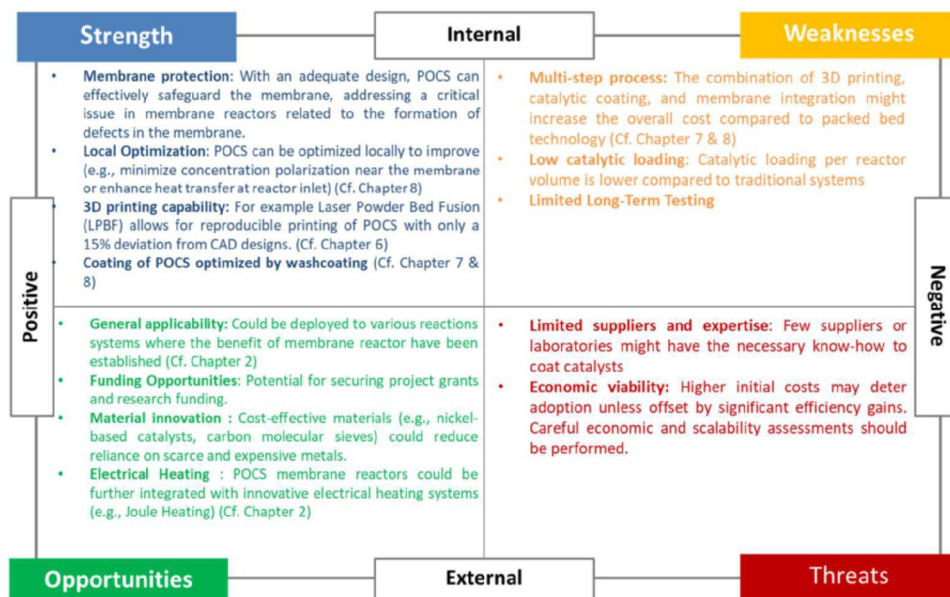 Strength
Internal
Weaknesses
• Membrane protection: With an adequate design, POCS can
effectively safeguard the membrane, addressing a critical
issue in membrane reactors related to the formation of
defects in the membrane.
• Local Optimization: POCS can be optimized locally to improve
(e.g., minimize concentration polarization near the membrane
or enhance heat transfer at reactor inlet) (Cf. Chapter 8)
• 3D printing capability: For example Laser Powder Bed Fusion
(LPBF) allows for reproducible printing of POCS with only a
15% deviation from CAD designs. (Cf. Chapter 6)
• Coating of POCS optimized by washcoating (Cf. Chapter 7 &
8)
• Multi-step process: The combination of 3D printing,
catalytic coating, and membrane integration might
increase the overall cost compared to packed bed
technology (Cf. Chapter 7 & 8)
• Low catalytic loading: Catalytic loading per reactor
volume is lower compared to traditional systems
• Limited Long-Term Testing
Positive
Negative
• General applicability: Could be deployed to various reactions
systems where the benefit of membrane reactor have been
established (Cf. Chapter 2)
• Funding Opportunities: Potential for securing project grants
and research funding.
• Material innovation : Cost-effective materials (e.g., nickel-
based catalysts, carbon molecular sieves) could reduce
reliance on scarce and expensive metals.
• Electrical Heating : POCS membrane reactors could be
further integrated with innovative electrical heating systems
(e.g., Joule Heating) (Cf. Chapter 2)
• Limited suppliers and expertise: Few suppliers or
laboratories might have the necessary know-how to
coat catalysts
• Economic viability: Higher initial costs may deter
adoption unless offset by significant efficiency gains.
Careful economic and scalability assessments should
be performed.
Opportunities
External
Threats